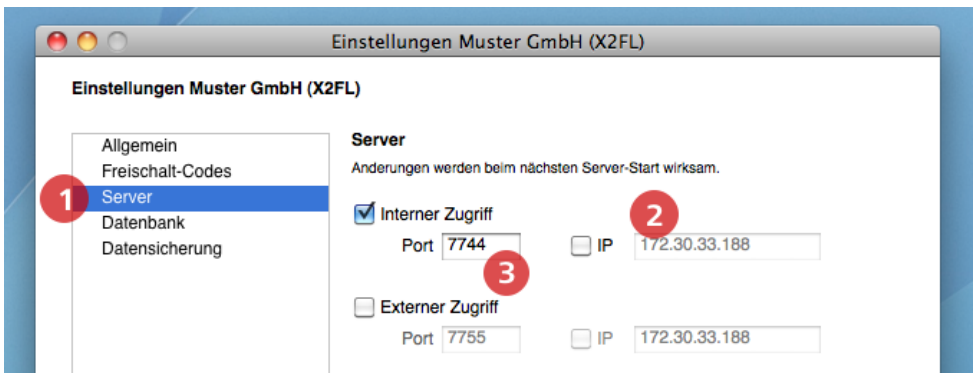 Einstellungen Muster GmbH (X2FL)
Einstellungen Muster GmbH (X2FL)
Allgemein
Freischalt-Codes
1 Server
Datenbank
Datensicherung
Server
Anderungen werden beim nächsten Server-Start wirksam.
Interner Zugriff 2
Port 7744 IP 172.30.33.188
3
Externer Zugriff
Port 7755 IP 172.30.33.188